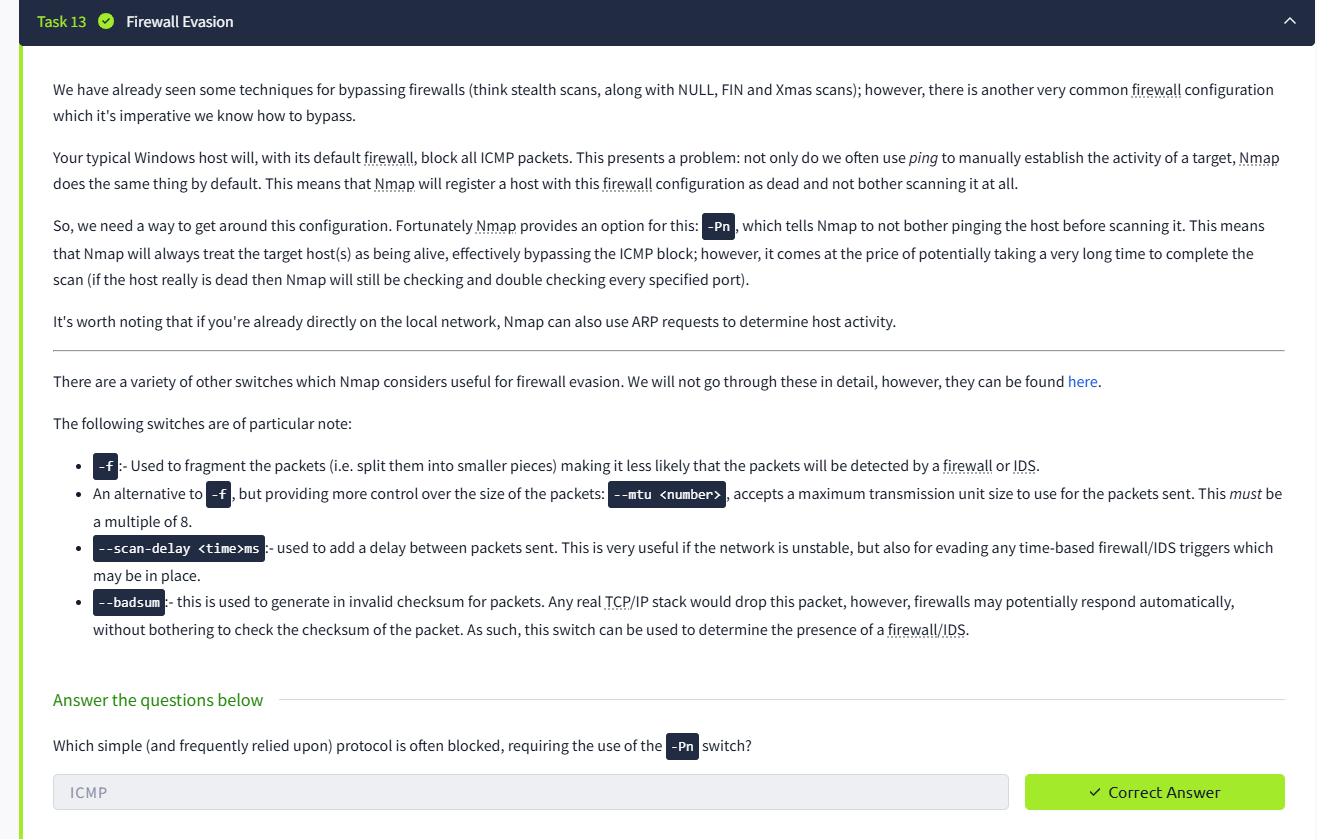 Task 13 Firewall Evasion
We have already seen some techniques for bypassing firewalls (think stealth scans, along with NULL, FIN and Xmas scans); however, there is another very common firewall configuration
which it's imperative we know how to bypass.
Your typical Windows host will, with its default firewall, block all ICMP packets. This presents a problem: not only do we often use ping to manually establish the activity of a target, Nmap
does the same thing by default. This means that Nmap will register a host with this firewall configuration as dead and not bother scanning it at all.
So, we need a way to get around this configuration. Fortunately Nmap provides an option for this: -Pn, which tells Nmap to not bother pinging the host before scanning it. This means
that Nmap will always treat the target host(s) as being alive, effectively bypassing the ICMP block; however, it comes at the price of potentially taking a very long time to complete the
scan (if the host really is dead then Nmap will still be checking and double checking every specified port).
It's worth noting that if you're already directly on the local network, Nmap can also use ARP requests to determine host activity.
There are a variety of other switches which Nmap considers useful for firewall evasion. We will not go through these in detail, however, they can be found here.
The following switches are of particular note:
• -f:- Used to fragment the packets (i.e. split them into smaller pieces) making it less likely that the packets will be detected by a firewall or IDS.
• An alternative to -f, but providing more control over the size of the packets: --mtu <number>, accepts a maximum transmission unit size to use for the packets sent. This must be
a multiple of 8.
• --scan-delay <time>ms:- used to add a delay between packets sent. This is very useful if the network is unstable, but also for evading any time-based firewall/IDS triggers which
may be in place.
• --badsum:- this is used to generate in invalid checksum for packets. Any real TCP/IP stack would drop this packet, however, firewalls may potentially respond automatically,
without bothering to check the checksum of the packet. As such, this switch can be used to determine the presence of a firewall/IDS.
Answer the questions below
Which simple (and frequently relied upon) protocol is often blocked, requiring the use of the -Pn switch?
ICMP
✓ Correct Answer